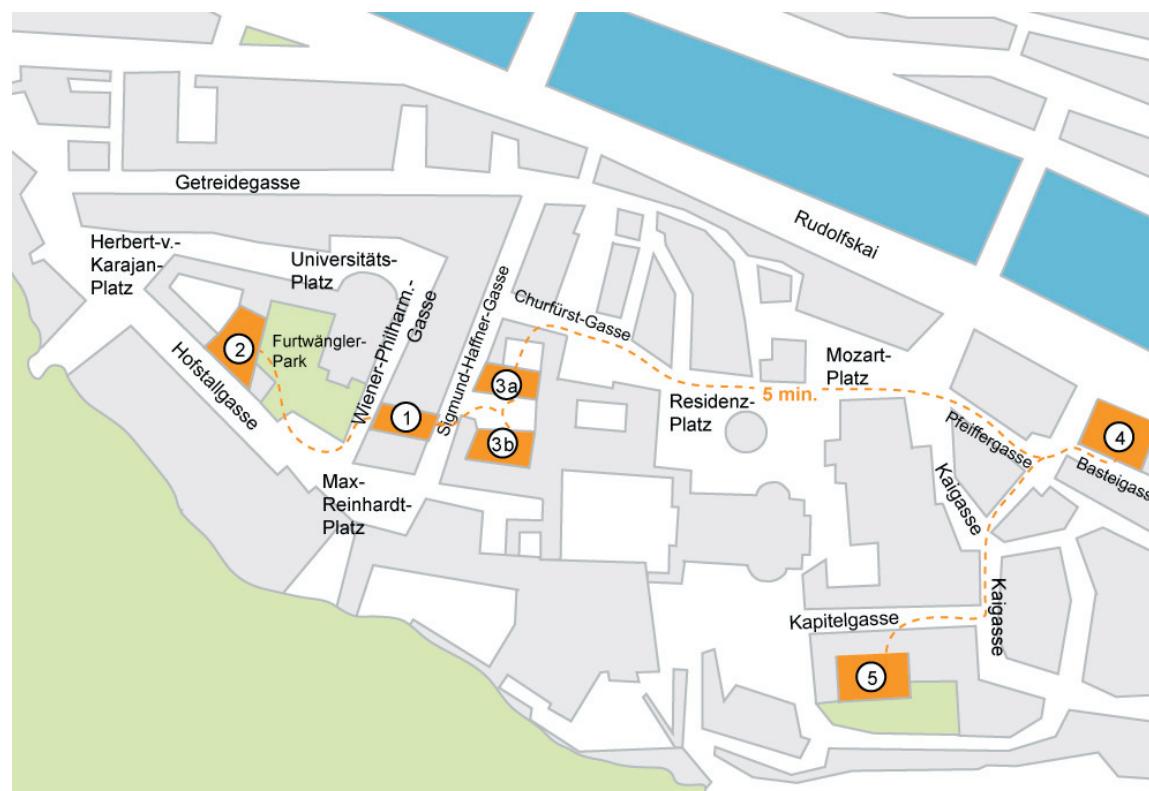 Getreidegasse
Rudolfskai
Herbert-v.-
Karajan-
Platz
Universitäts-
Platz
Wiener-Philharm.-
Gasse
Sigmund-Haffner-Gasse
Churfürst-Gasse
Furtwängler-
Park
2
Hofstallgasse
1
3a
3b
Mozart-
Platz
5 min.
Residenz-
Platz
Pfeiffergasse
4
Basteigass
Kaigasse
Max-
Reinhardt-
Platz
Kapitelgasse
Kaigasse
5